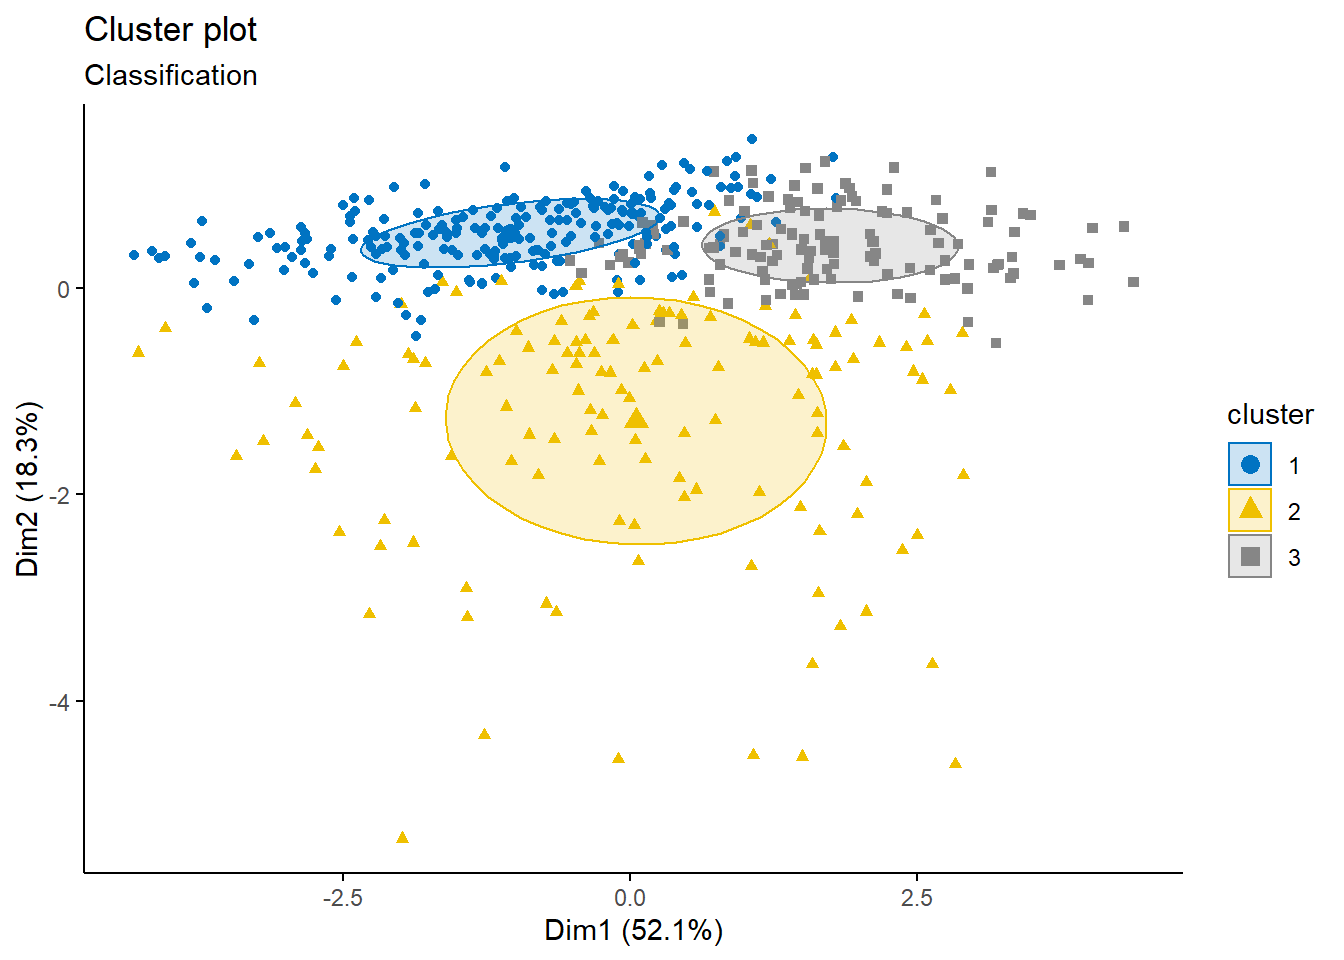 Cluster plot
Classification
0
-2
-4
Dim2 (18.3%)
-2.5
0.0
2.5
Dim1 (52.1%)
cluster
1
2
3